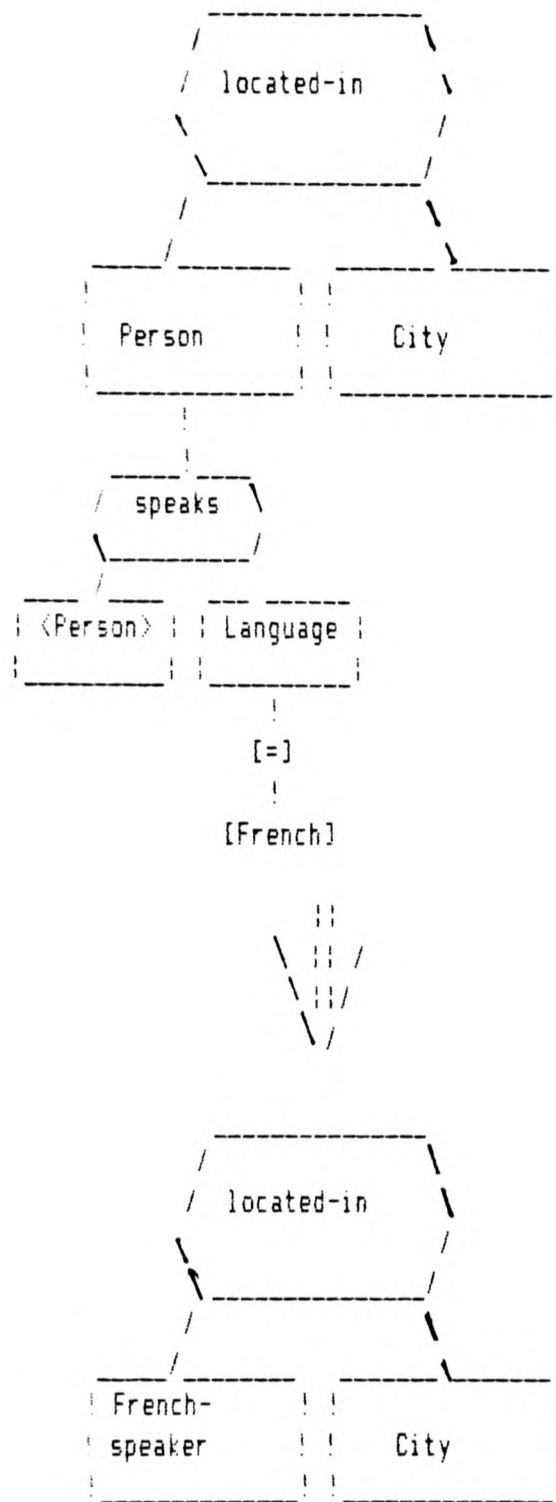 located-in
Person City
speaks
<Person> Language
[=]
[French]
located-in
French-
speaker City